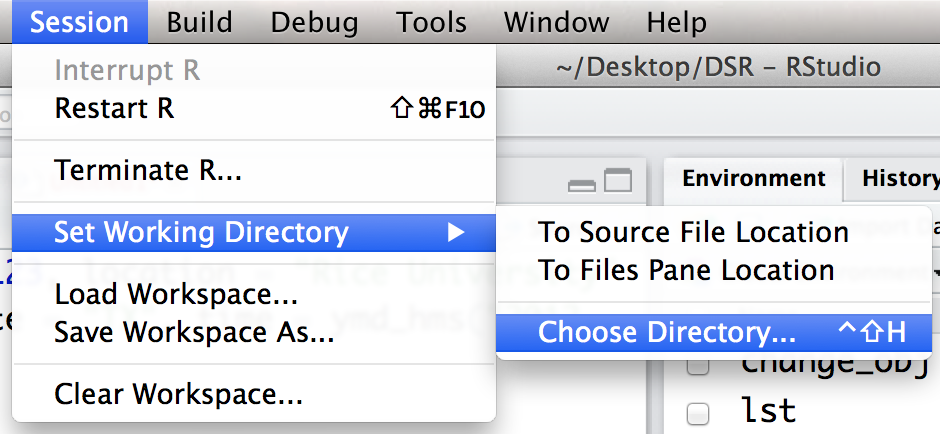 Session Build Debug Tools Window Help
Interrupt R
~/Desktop/DSR – RStudio
Restart R ⇧⌘F10
Terminate R...
Environment History
Set Working Directory ▶
To Source File Location
To Files Pane Location
Load Workspace...
Save Workspace As...
Choose Directory... ^⇧H
change_obj
Clear Workspace...
lst